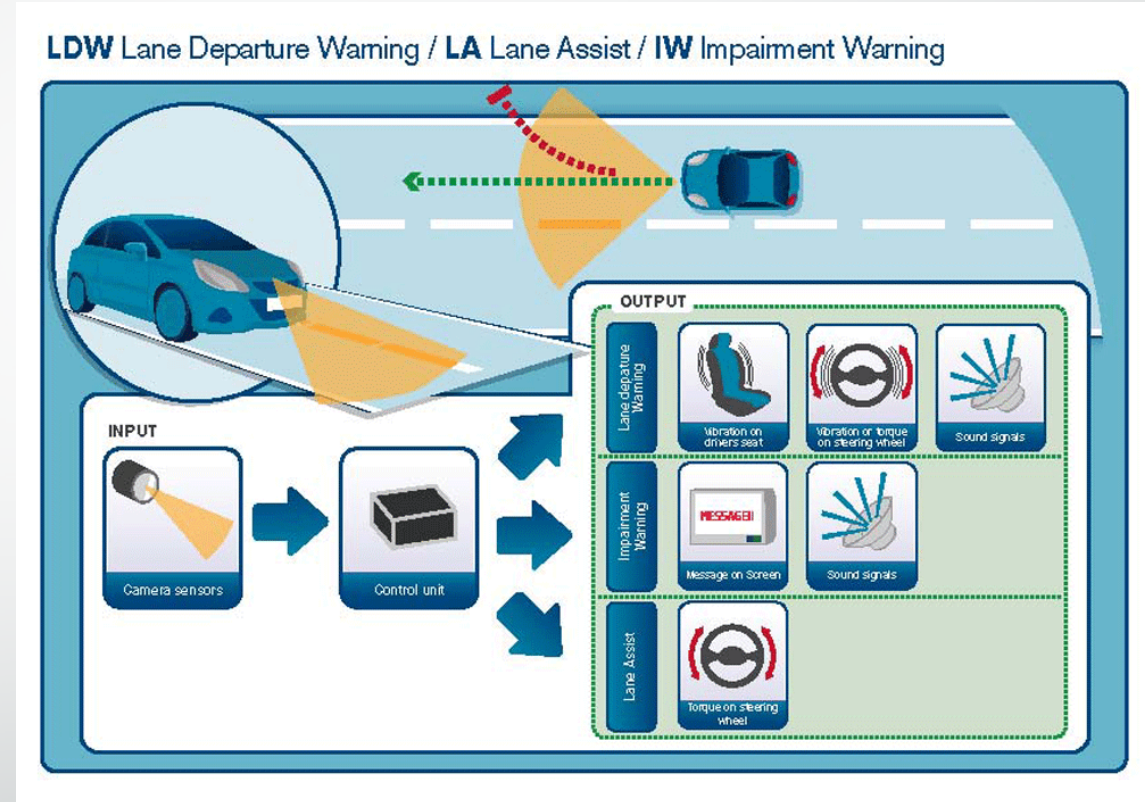 LDW Lane Departure Warning / LA Lane Assist / IW Impairment Warning
INPUT
Camera sensors
Control unit
OUTPUT
Lane depature
Warning
Vibration on
drivers seat
Vibration or torque
on steering wheel
Sound signals
Impairment
Warning
MESSAGE!!
Message on Screen
Sound signals
Lane Assist
Torque on steering
wheel